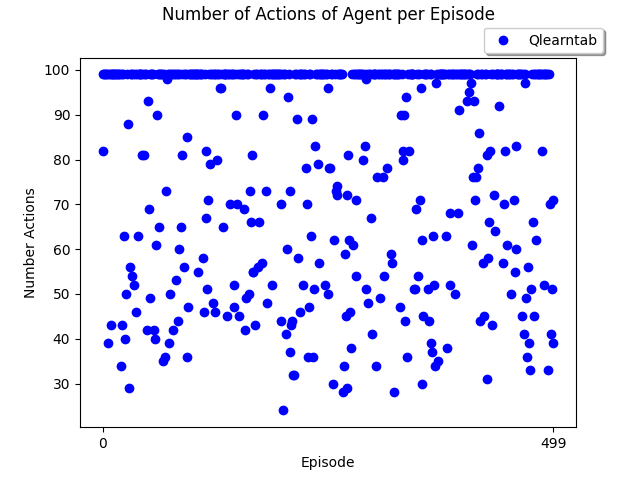 Number of Actions of Agent per Episode
Qlearntab
100
90
80
70
60
50
40
30
Number Actions
0
499
Episode